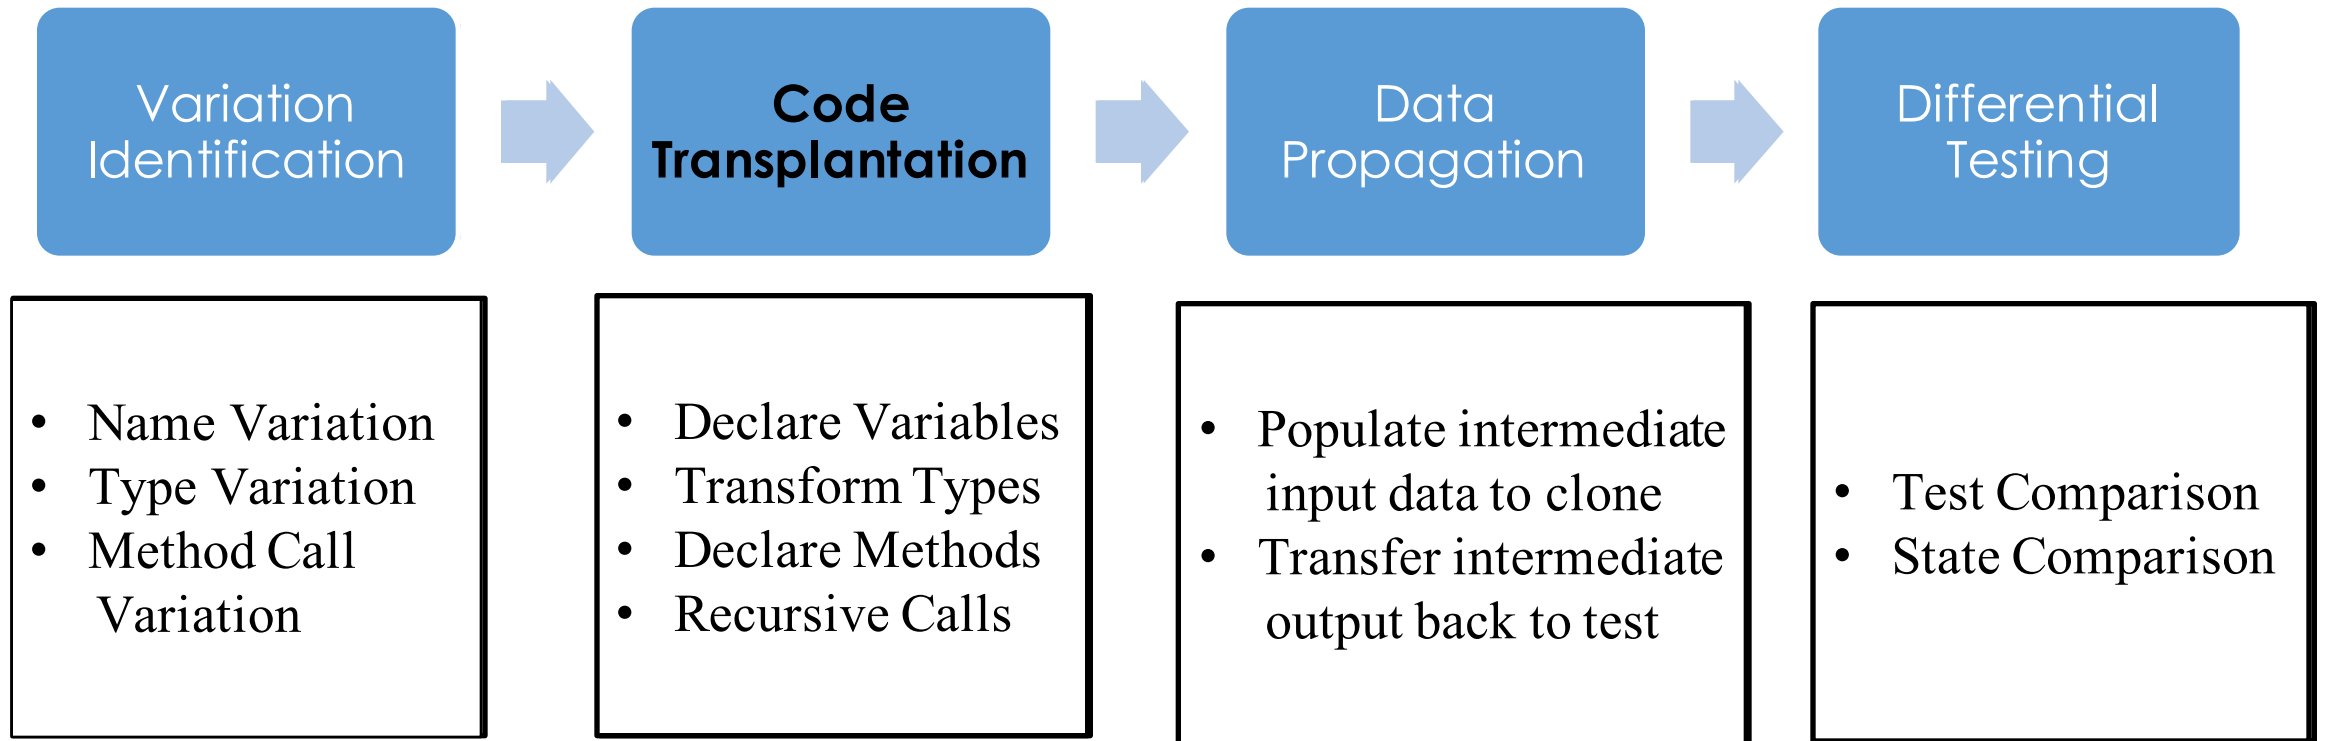 Variation
Identification
Code
Transplantation
Data
Propagation
Differential
Testing
• Name Variation
• Type Variation
• Method Call
Variation
• Declare Variables
• Transform Types
• Declare Methods
• Recursive Calls
• Populate intermediate
input data to clone
• Transfer intermediate
output back to test
• Test Comparison
• State Comparison